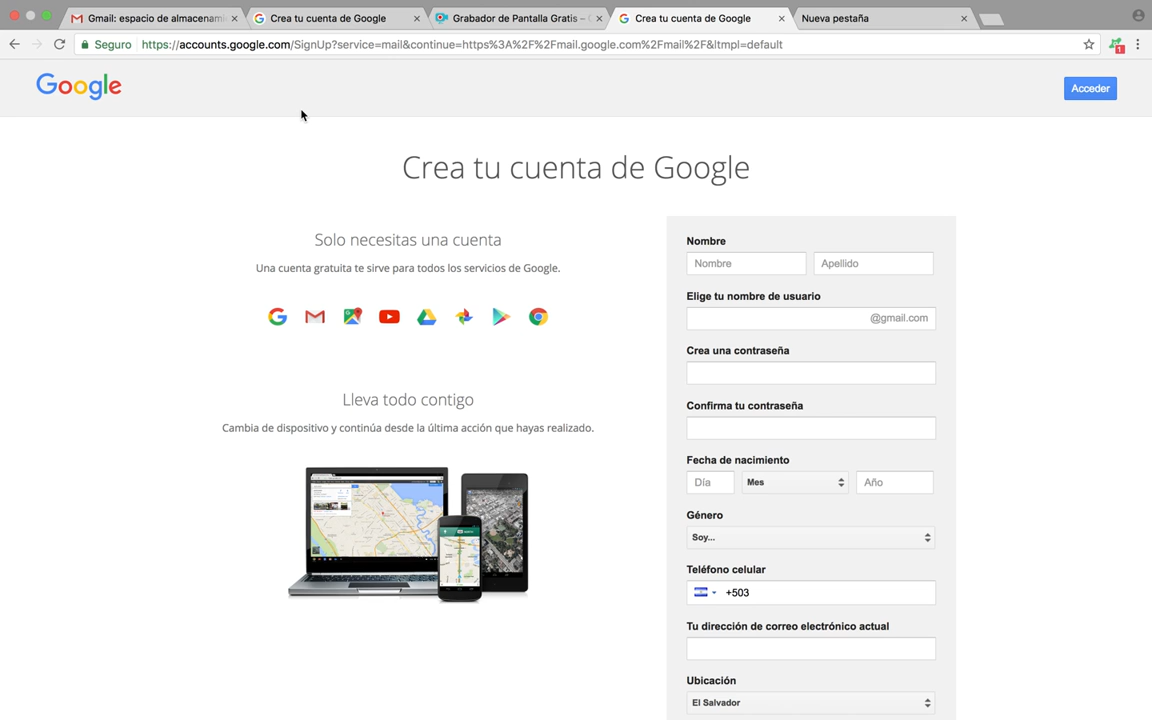 Gmail: espacio de almacenami
Crea tu cuenta de Google
Grabador de Pantalla Gratis –
Crea tu cuenta de Google
Nueva pestaña
Seguro
https://accounts.google.com/SignUp?service=mail&continue=https%3A%2F%2Fmail.google.com%2Fmail%2F&ltmpl=default
1
Google
Acceder
Crea tu cuenta de Google
Solo necesitas una cuenta
Una cuenta gratuita te sirve para todos los servicios de Google.
Lleva todo contigo
Cambia de dispositivo y continúa desde la última acción que hayas realizado.
Nombre
Nombre
Apellido
Elige tu nombre de usuario
@gmail.com
Crea una contraseña
Confirma tu contraseña
Fecha de nacimiento
Día
Mes
Año
Género
Soy...
Teléfono celular
+503
Tu dirección de correo electrónico actual
Ubicación
El Salvador